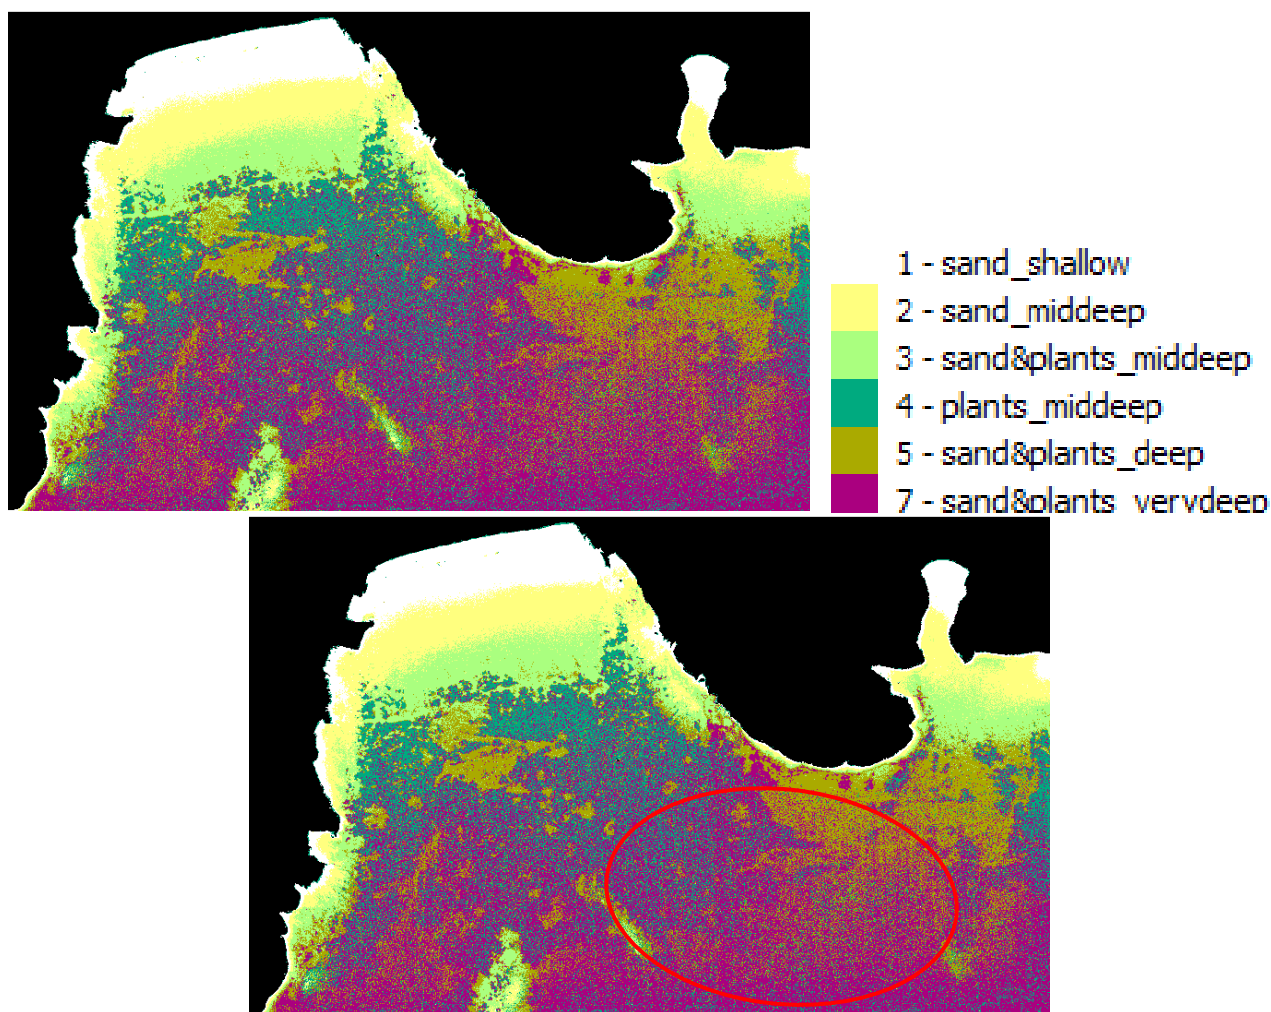 1 - sand_shallow
2 - sand_middeep
3 - sand&plants_middeep
4 - plants_middeep
5 - sand&plants_deep
7 - sand&plants_verydeep